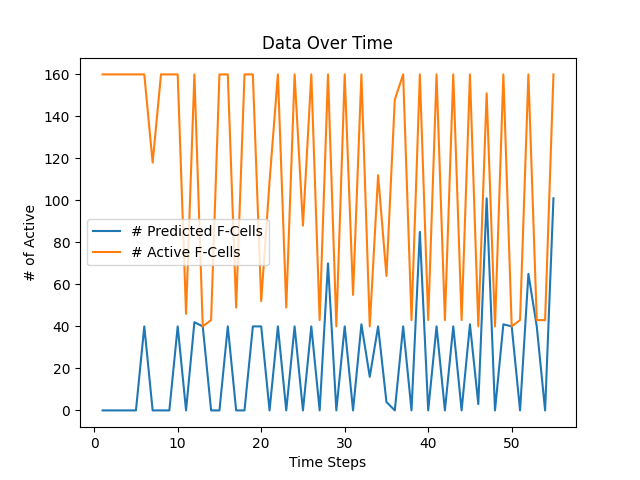 Data Over Time
160
140
120
100
80
60
40
20
0
# of Active
# Predicted F-Cells
# Active F-Cells
0 10 20 30 40 50
Time Steps